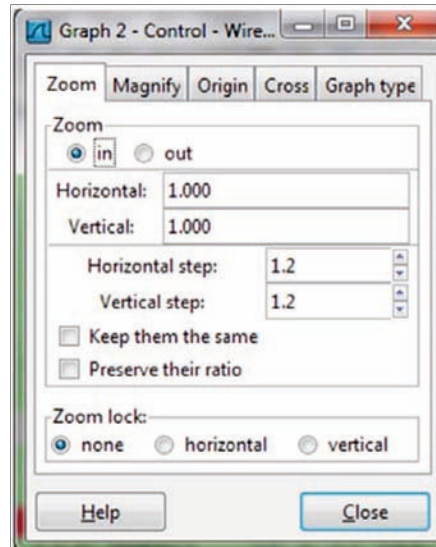 Graph 2 - Control - Wire...
Zoom Magnify Origin Cross Graph type
Zoom
in out
Horizontal: 1.000
Vertical: 1.000
Horizontal step: 1.2
Vertical step: 1.2
Keep them the same
Preserve their ratio
Zoom lock:
none horizontal vertical
Help Close